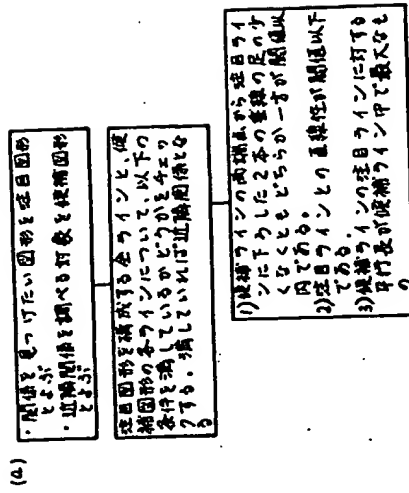 (a)
・関係を見つけたい図形を注目図形
とよぶ
・近隣関係を調べる対象を候補図形
とよぶ
注目図形を構成する全ラインと、候
補図形の各ラインについて、以下の
条件を満しているかどうかをチェッ
クする。満していれば近隣関係とな
る
1)候補ラインの両端点から注目ライ
ンに下ろした2本の垂線の足の少
なくともどちらか一方が閾値以
内である。
2)注目ラインとの直線性が閾値以下
である。
3)候補ラインの注目ラインに対する
平行長が候補ライン中で最大なも
の